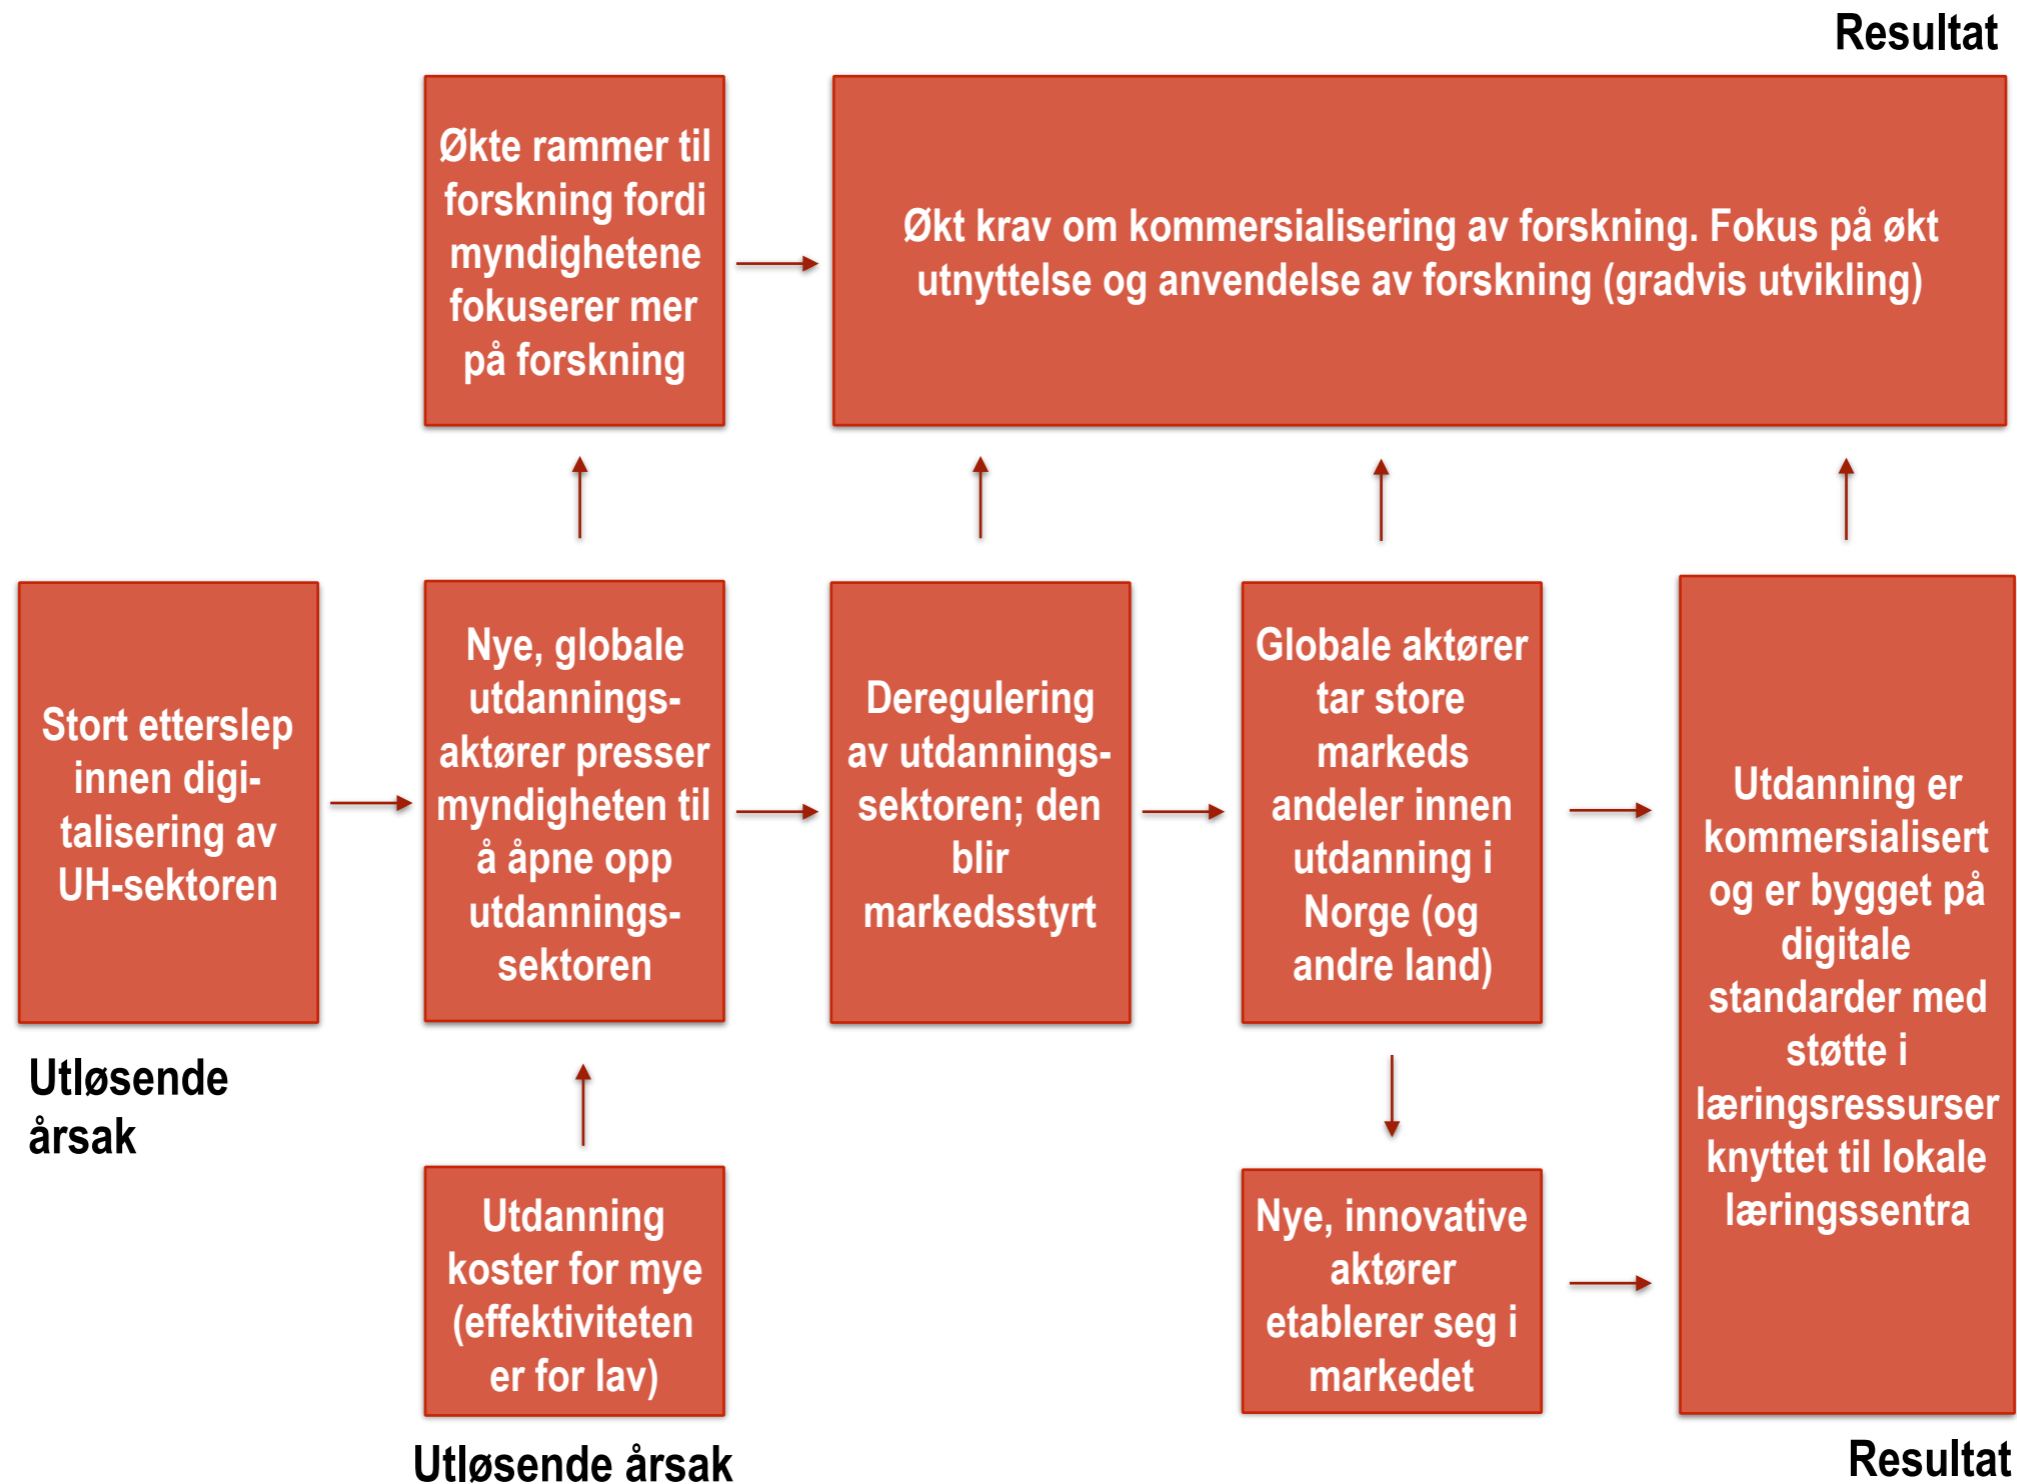 Resultat
Økte rammer til
forskning fordi
myndighetene
fokuserer mer
på forskning
Økt krav om kommersialisering av forskning. Fokus på økt
utnyttelse og anvendelse av forskning (gradvis utvikling)
Stort etterslep
innen digi-
talisering av
UH-sektoren
Utløsende
årsak
Nye, globale
utdannings-
aktører presser
myndigheten til
å åpne opp
utdannings-
sektoren
Deregulering
av utdannings-
sektoren; den
blir
markedsstyrt
Globale aktører
tar store
markeds
andeler innen
utdanning i
Norge (og
andre land)
Utdanning er
kommersialisert
og er bygget på
digitale
standarder med
støtte i
læringsressurser
knyttet til lokale
læringssentra
Utdanning
koster for mye
(effektiviteten
er for lav)
Utløsende årsak
Nye, innovative
aktører
etablerer seg i
markedet
Resultat